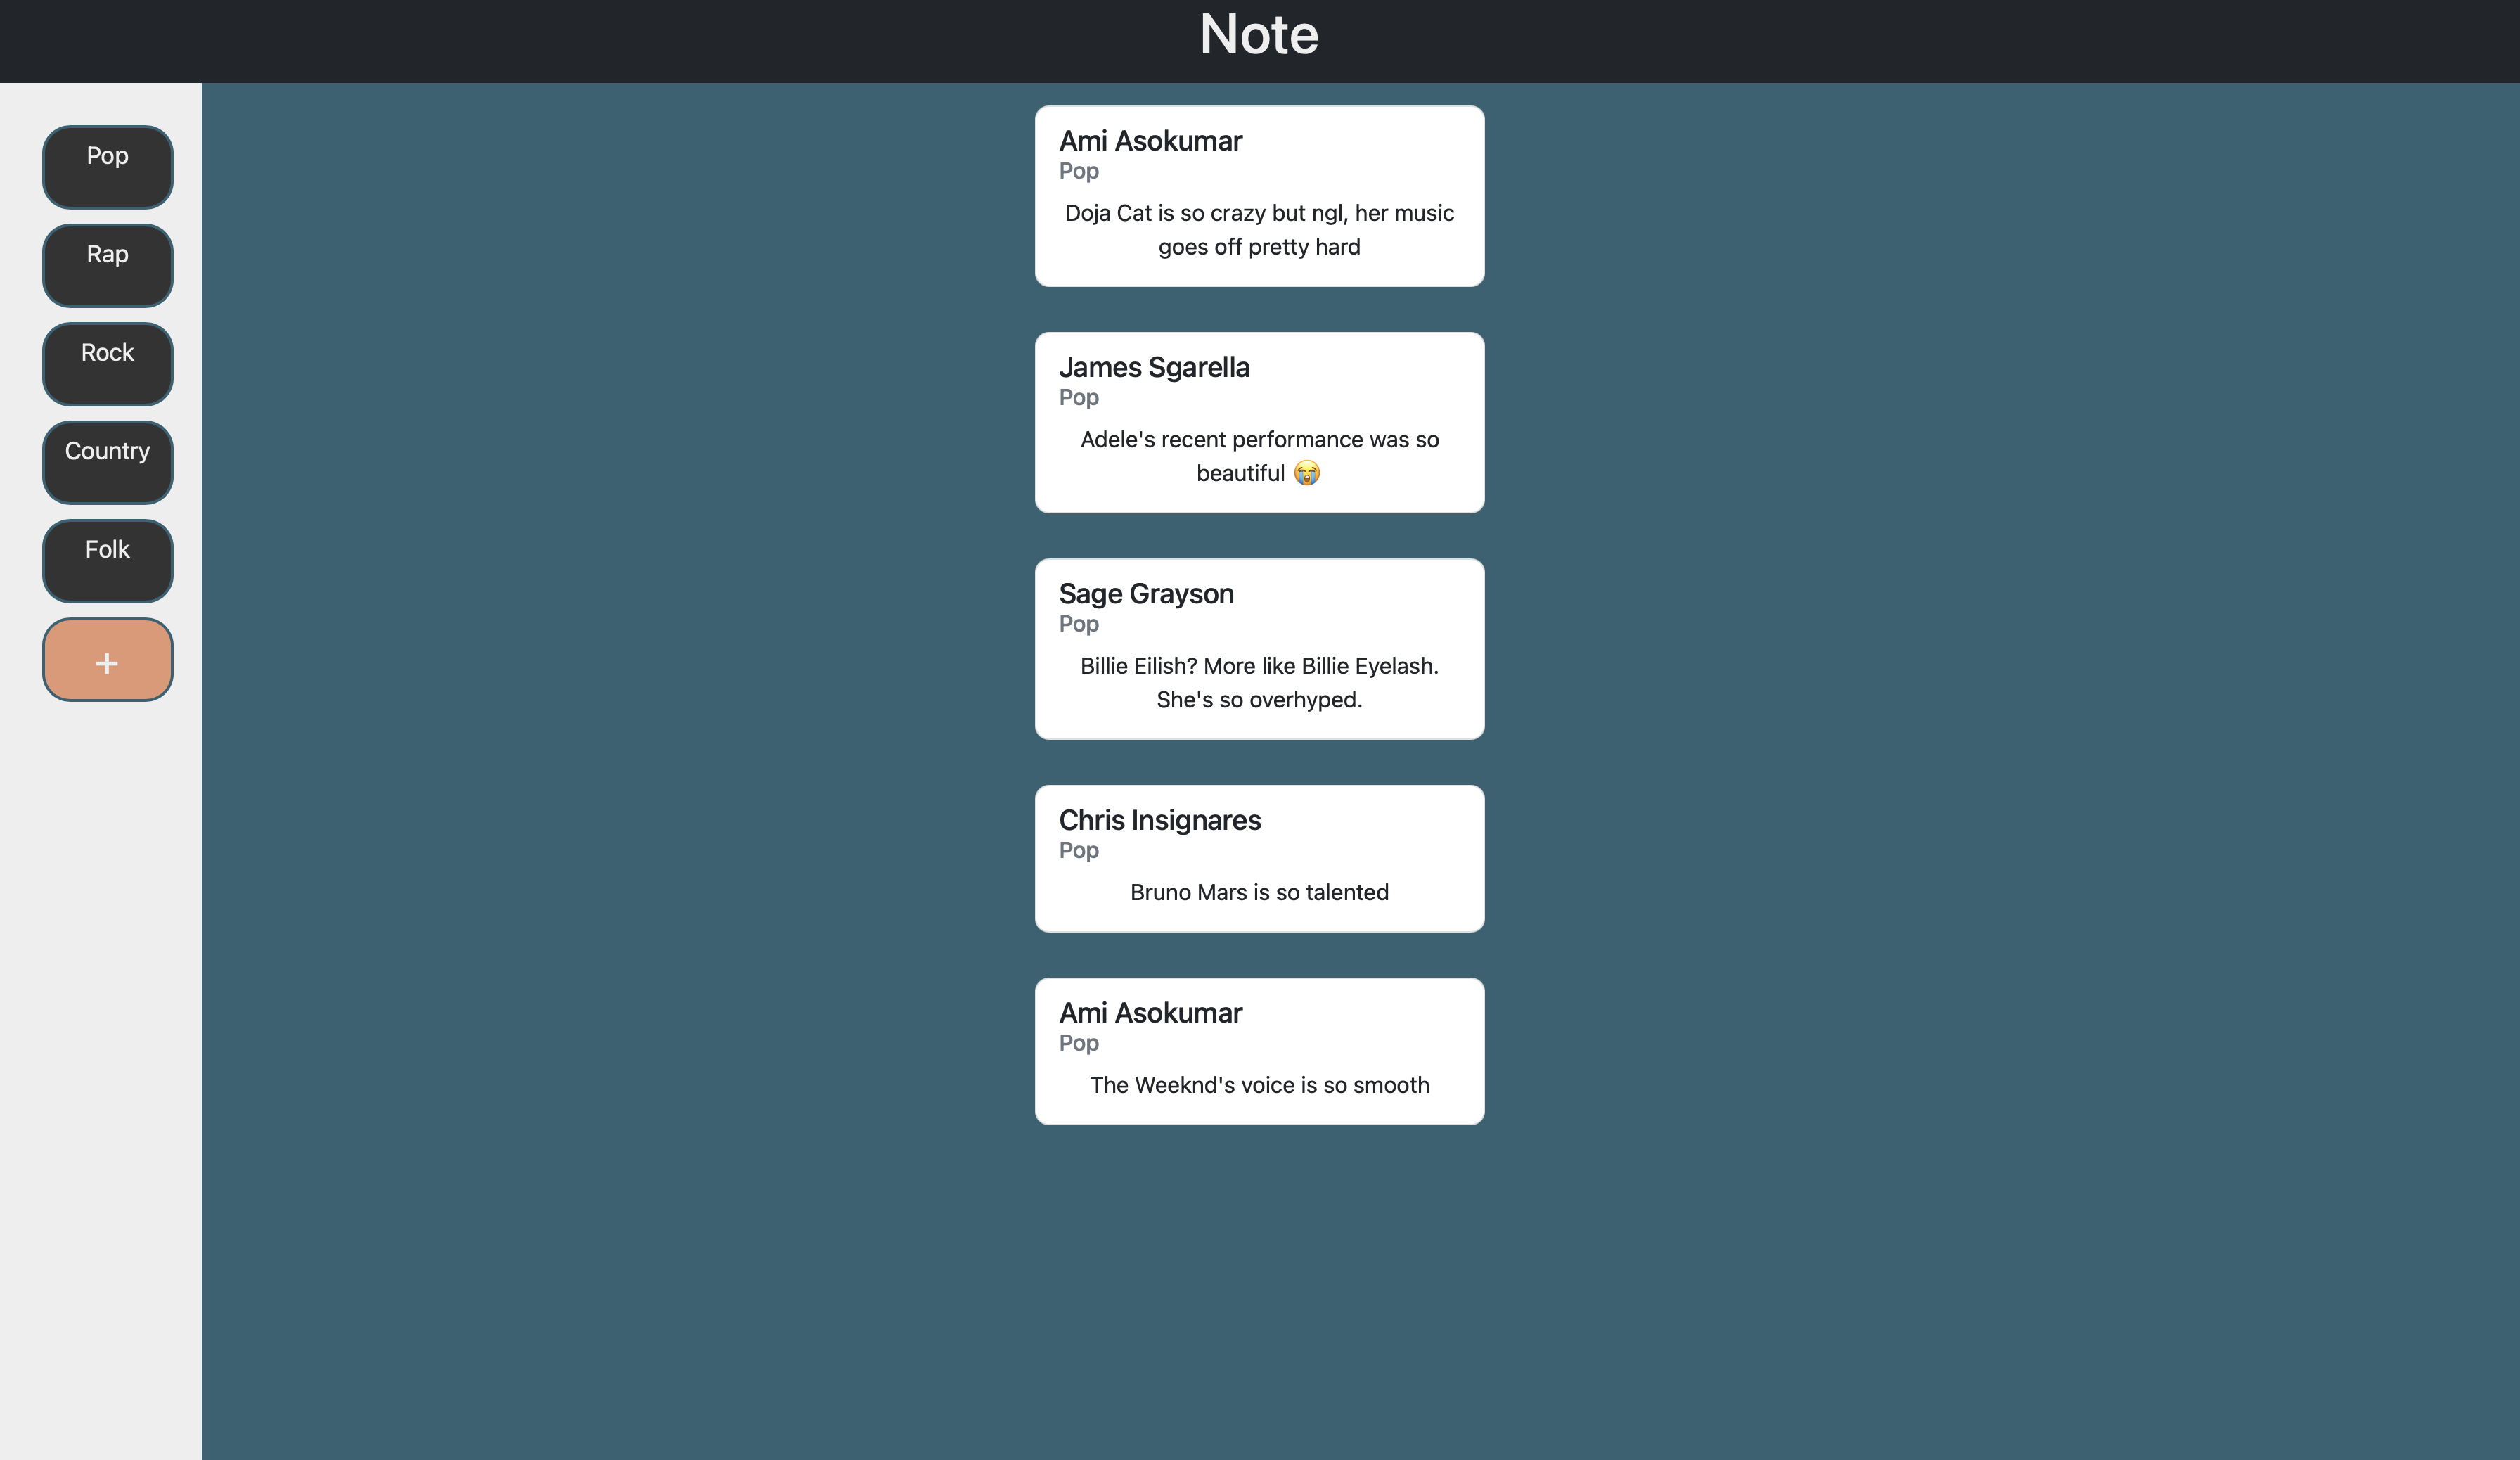 Note
Pop
Rap
Rock
Country
Folk
+
Ami Asokumar
Pop
Doja Cat is so crazy but ngl, her music
goes off pretty hard
James Sgarella
Pop
Adele's recent performance was so
beautiful 😭
Sage Grayson
Pop
Billie Eilish? More like Billie Eyelash.
She's so overhyped.
Chris Insignares
Pop
Bruno Mars is so talented
Ami Asokumar
Pop
The Weeknd's voice is so smooth